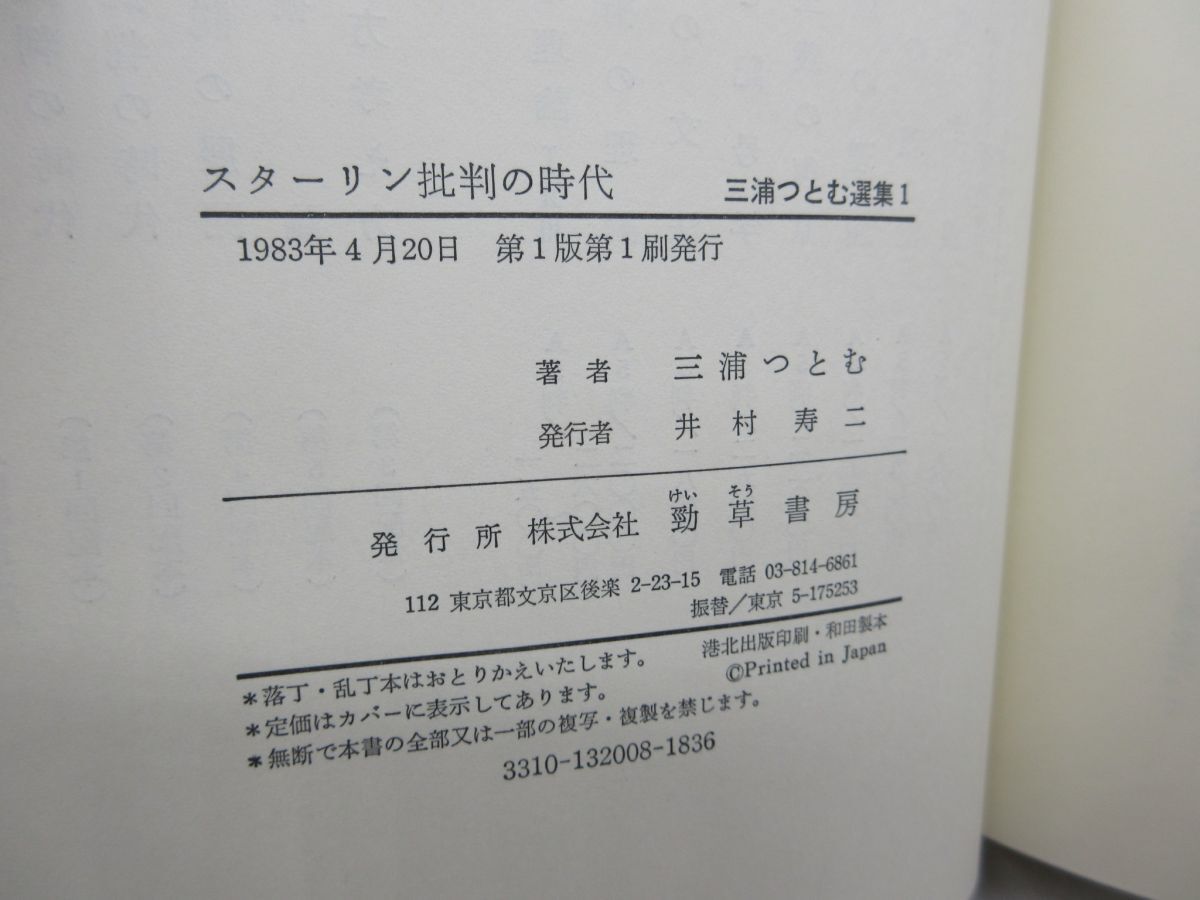 スターリン批判の時代　三浦つとむ選集1
1983年4月20日　第1版第1刷発行
著　者　三浦つとむ
発行者　井村寿二
けい　そう
発行所　株式会社　勁草書房
112 東京都文京区後楽 2-23-15　電話 03-814-6861
振替／東京 5-175253
港北出版印刷・和田製本
©Printed in Japan
＊落丁・乱丁本はおとりかえいたします。
＊定価はカバーに表示してあります。
＊無断で本書の全部又は一部の複写・複製を禁じます。
3310-132008-1836